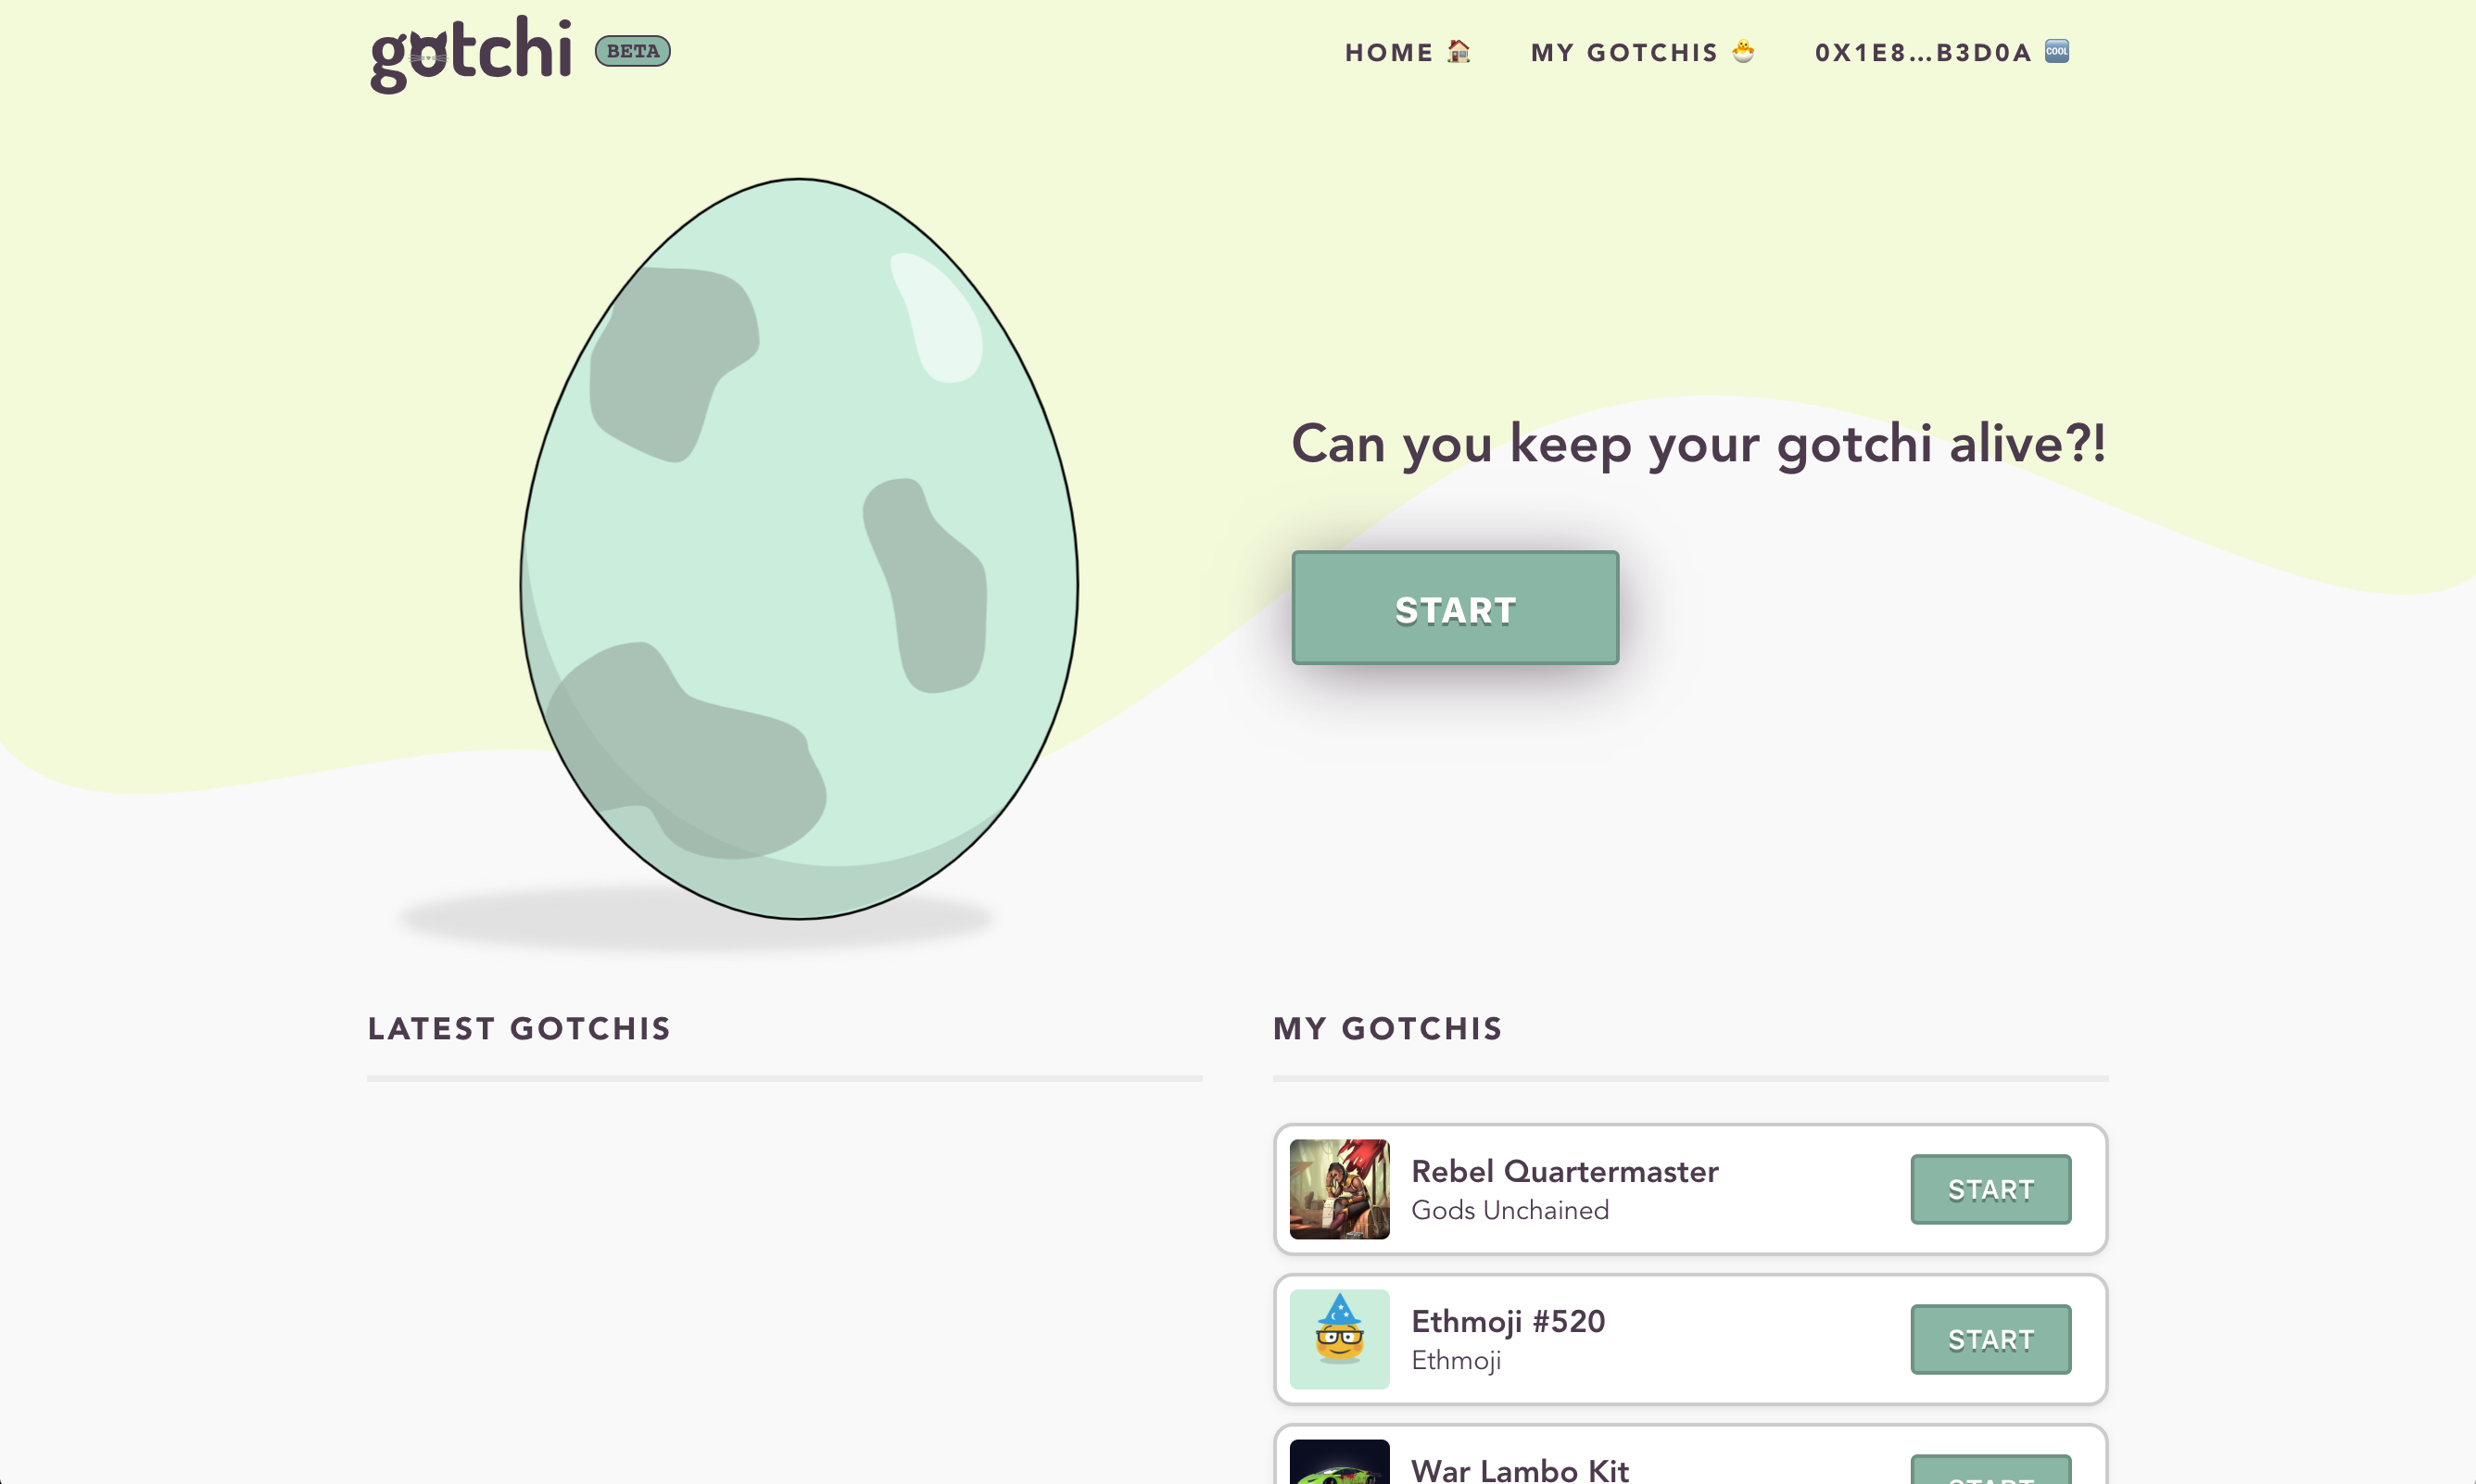 gotchi BETA
HOME 🏠 MY GOTCHIS 🐣 0X1E8...B3D0A 🆒
Can you keep your gotchi alive?!
START
LATEST GOTCHIS
MY GOTCHIS
Rebel Quartermaster
Gods Unchained
START
Ethmoji #520
Ethmoji
START
War Lambo Kit
START